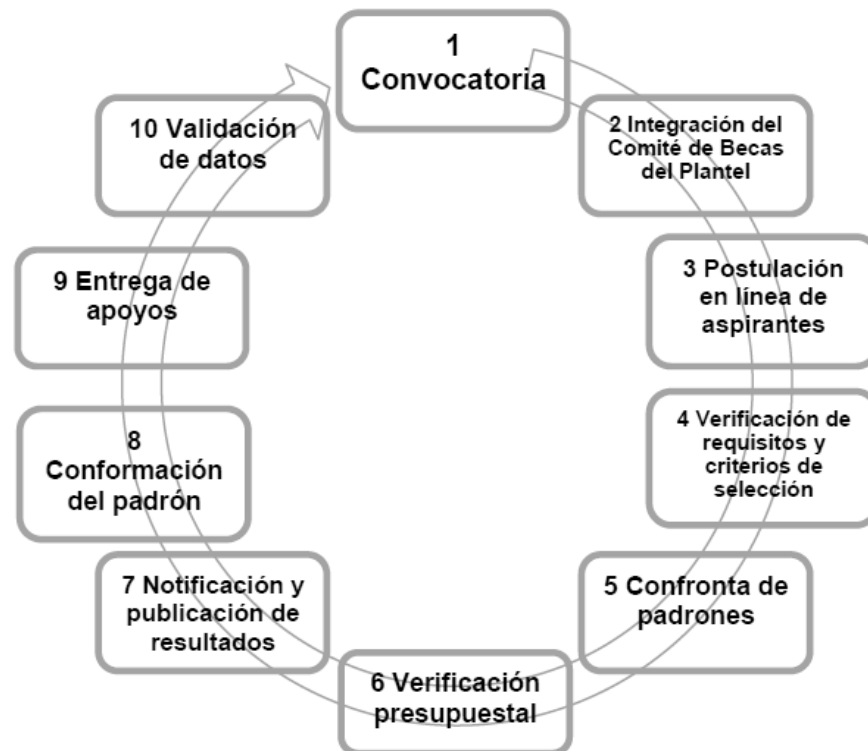 1
Convocatoria
2 Integración del
Comité de Becas
del Plantel
3 Postulación
en línea de
aspirantes
4 Verificación de
requisitos y
criterios de
selección
5 Confronta de
padrones
6 Verificación
presupuestal
7 Notificación y
publicación de
resultados
8
Conformación
del padrón
9 Entrega de
apoyos
10 Validación
de datos